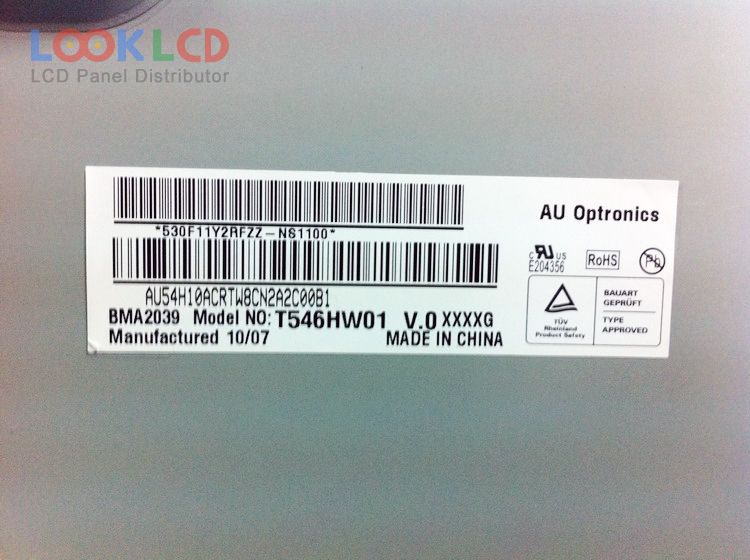 LOOK LCD
LCD Panel Distributor
*530F11Y2RFZZ-NS1100*
AU Optronics
AU54H10ACRTW8CN2A2C00B1
c RU US
E204356
RoHS
Pb
BMA2039 Model NO: T546HW01 V.0 XXXXG
Manufactured 10/07
MADE IN CHINA
TÜV
Rheinland
Product Safety
BAUART
GEPRÜFT
TYPE
APPROVED